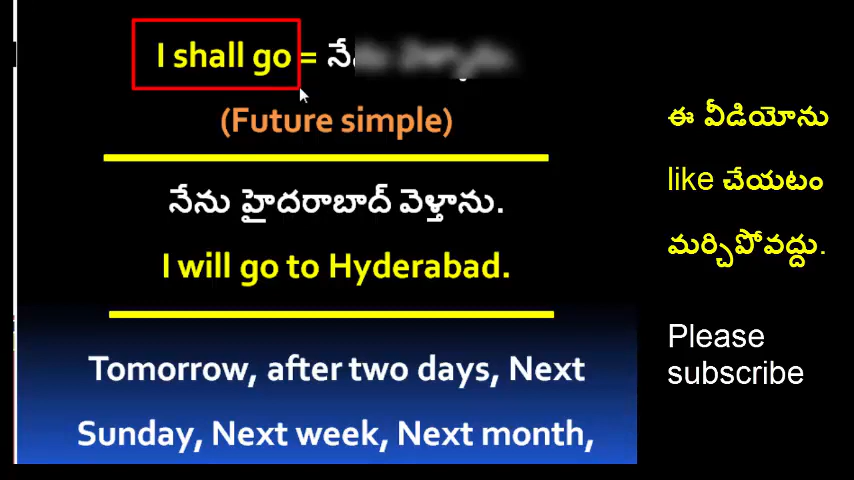 I shall go =
(Future simple)
నేను హైదరాబాద్ వెళ్తాను.
I will go to Hyderabad.
Tomorrow, after two days, Next
Sunday, Next week, Next month,
ఈ వీడియోను
like చేయటం
మర్చిపోవద్దు.
Please
subscribe